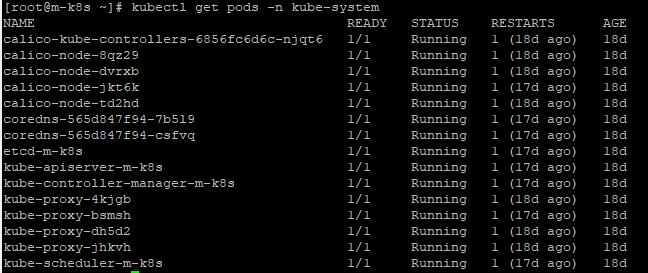 [root@m-k8s ~]# kubectl get pods -n kube-system
NAME READY STATUS RESTARTS AGE
calico-kube-controllers-6856fc6d6c-njqt6 1/1 Running 1 (18d ago) 18d
calico-node-8qz29 1/1 Running 1 (18d ago) 18d
calico-node-dvrxb 1/1 Running 1 (18d ago) 18d
calico-node-jkt6k 1/1 Running 1 (17d ago) 18d
calico-node-td2hd 1/1 Running 1 (18d ago) 18d
coredns-565d847f94-7b5l9 1/1 Running 1 (17d ago) 18d
coredns-565d847f94-csfvq 1/1 Running 1 (17d ago) 18d
etcd-m-k8s 1/1 Running 1 (17d ago) 18d
kube-apiserver-m-k8s 1/1 Running 1 (17d ago) 18d
kube-controller-manager-m-k8s 1/1 Running 1 (17d ago) 18d
kube-proxy-4kjgb 1/1 Running 1 (18d ago) 18d
kube-proxy-bsmsh 1/1 Running 1 (17d ago) 18d
kube-proxy-dh5d2 1/1 Running 1 (18d ago) 18d
kube-proxy-jhkvh 1/1 Running 1 (18d ago) 18d
kube-scheduler-m-k8s 1/1 Running 1 (17d ago) 18d